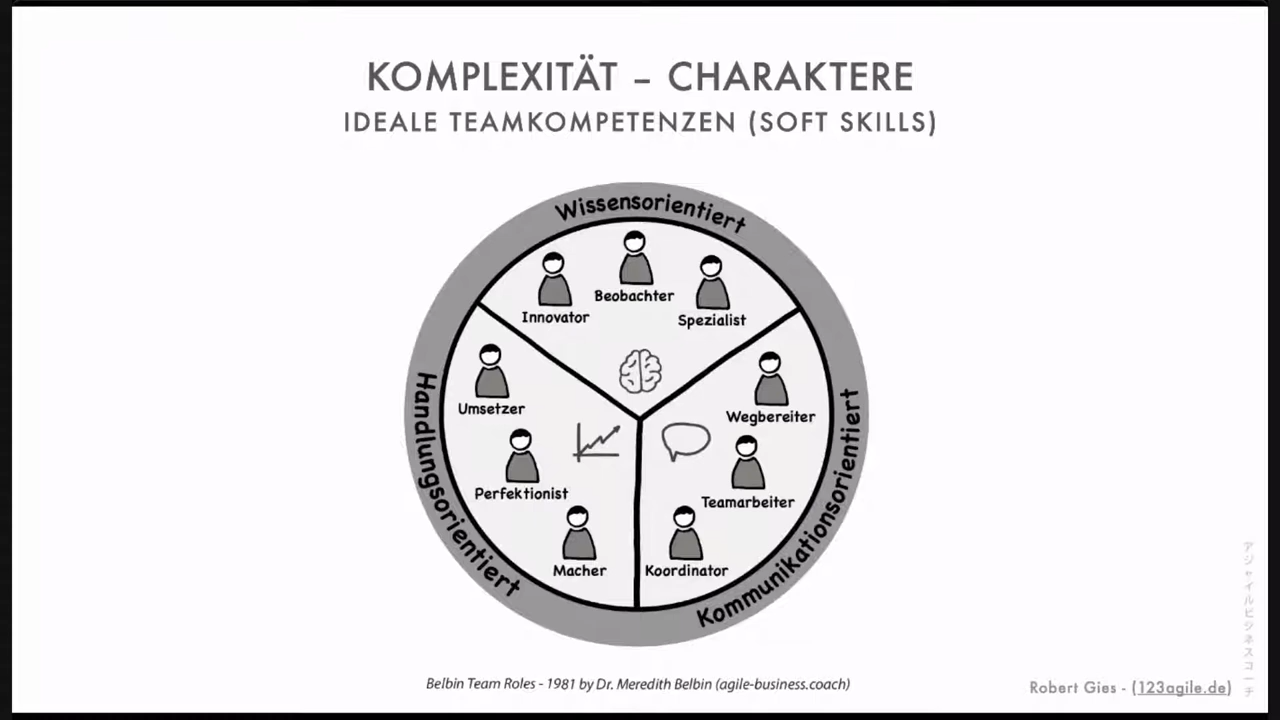 KOMPLEXITÄT – CHARAKTERE
IDEALE TEAMKOMPETENZEN (SOFT SKILLS)
Wissensorientiert
Innovator
Beobachter
Spezialist
Handlungsorientiert
Umsetzer
Perfektionist
Macher
Kommunikationsorientiert
Wegbereiter
Teamarbeiter
Koordinator
Belbin Team Roles - 1981 by Dr. Meredith Belbin (agile-business.coach)
Robert Gies - (123agile.de)
アジャイルビジネスコーチ